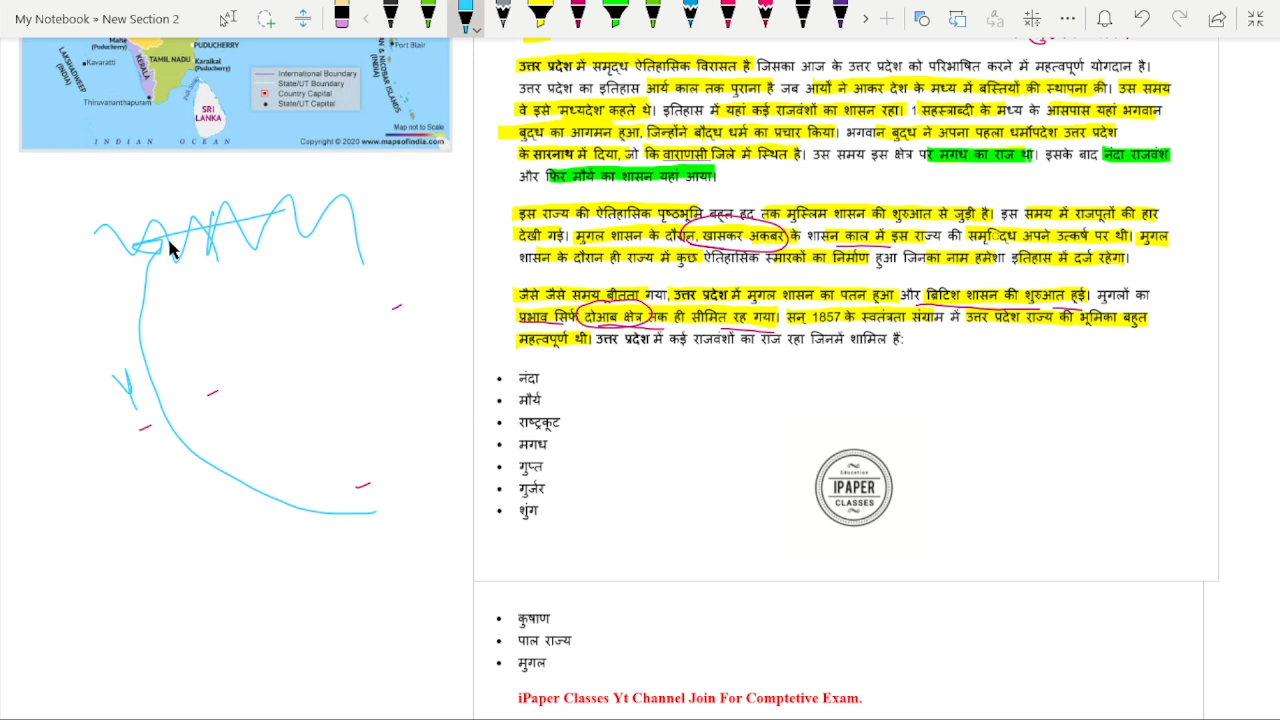 My Notebook » New Section 2
LAKSHADWEEP (INDIA)
Mahe (Puducherry)
PUDUCHERRY
Port Blair
KERALA
TAMIL NADU
Karaikal (Puducherry)
Kavaratti
Thiruvananthapuram
SRI LANKA
International Boundary
State/UT Boundary
Country Capital
State/UT Capital
Map not to Scale
INDIAN OCEAN
Copyright © 2020 www.mapsofindia.com
उत्तर प्रदेश में समृद्ध ऐतिहासिक विरासत है जिसका आज के उत्तर प्रदेश को परिभाषित करने में महत्वपूर्ण योगदान है।
उत्तर प्रदेश का इतिहास आर्य काल तक पुराना है जब आर्यों ने आकर देश के मध्य में बस्तियों की स्थापना की। उस समय
वे इसे 'मध्यदेश कहते थे। इतिहास में यहां कई राजवंशों का शासन रहा। 1 सहस्त्राब्दी के मध्य के आसपास यहां भगवान
बुद्ध का आगमन हुआ, जिन्होंने बौद्ध धर्म का प्रचार किया। भगवान बुद्ध ने अपना पहला धर्मोपदेश उत्तर प्रदेश
के सारनाथ में दिया, जो कि वाराणसी जिले में स्थित है। उस समय इस क्षेत्र पर मगध का राज था। इसके बाद नंदा राजवंश
और फिर मौर्य का शासन यहां आया।
इस राज्य की ऐतिहासिक पृष्ठभूमि बहुत हद तक मुस्लिम शासन की शुरुआत से जुड़ी है। इस समय में राजपूतों की हार
देखी गई। मुगल शासन के दौरान, खासकर अकबर के शासन काल में इस राज्य की समृिद्ध अपने उत्कर्ष पर थी। मुगल
शासन के दौरान ही राज्य में कुछ ऐतिहासिक स्मारकों का निर्माण हुआ जिनका नाम हमेशा इतिहास में दर्ज रहेगा।
जैसे जैसे समय बीतता गया, उत्तर प्रदेश में मुगल शासन का पतन हुआ और ब्रिटिश शासन की शुरुआत हुई। मुगलों का
प्रभाव सिर्फ दोआब क्षेत्र तक ही सीमित रह गया। सन् 1857 के स्वतंत्रता संग्राम में उत्तर प्रदेश राज्य की भूमिका बहुत
महत्वपूर्ण थी। उत्तर प्रदेश में कई राजवंशों का राज रहा जिनमें शामिल हैं:
• नंदा
• मौर्य
• राष्ट्रकूट
• मगध
• गुप्त
• गुर्जर
• शुंग
Education
IPAPER
CLASSES
• कुषाण
• पाल राज्य
• मुगल
iPaper Classes Yt Channel Join For Comptetive Exam.